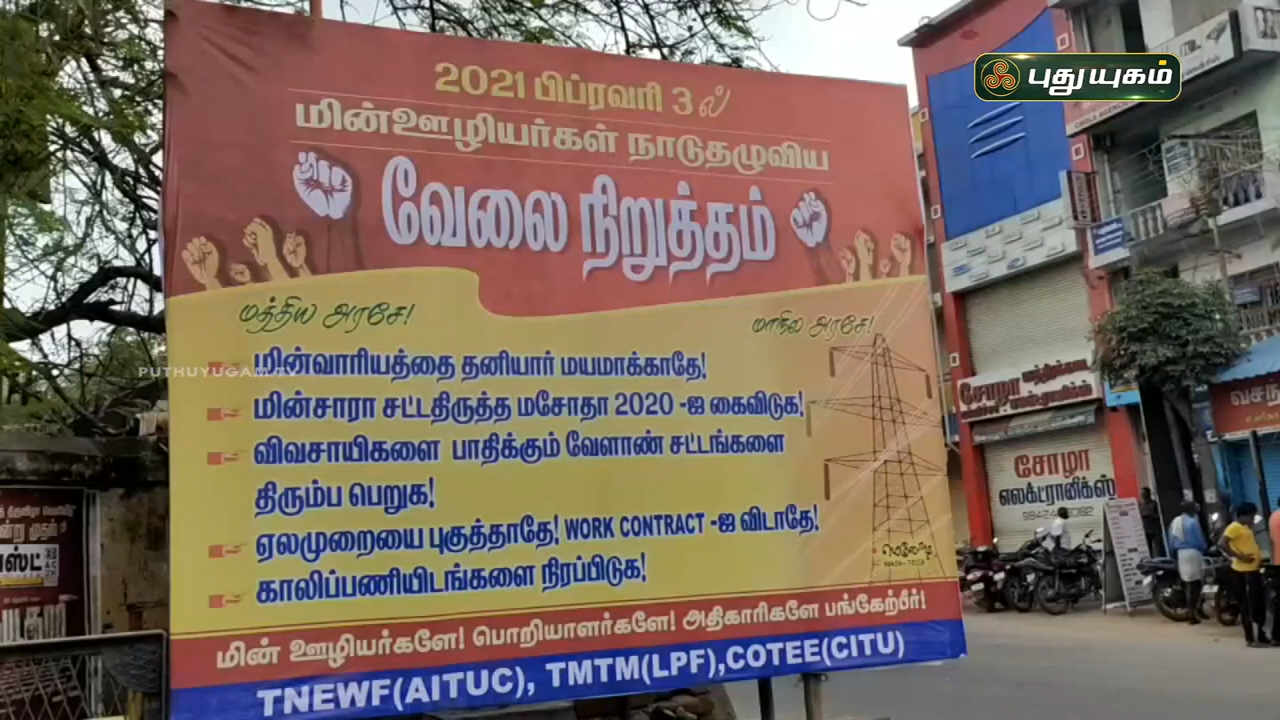 புதுயுகம்
2021 பிப்ரவரி 3ல்
மின்ஊழியர்கள் நாடுதழுவிய
வேலை நிறுத்தம்
மத்திய அரசே!
மாநில அரசே!
மின்வாரியத்தை தனியார் மயமாக்காதே!
PUTHUYUGAM TV
மின்சாரா சட்டதிருத்த மசோதா 2020 -ஐ கைவிடுக!
விவசாயிகளை பாதிக்கும் வேளாண் சட்டங்களை
திரும்ப பெறுக!
ஏலமுறையை புகுத்தாதே! WORK CONTRACT -ஐ விடாதே!
காலிப்பணியிடங்களை நிரப்பிடுக!
மின் ஊழியர்களே! பொறியாளர்களே! அதிகாரிகளே பங்கேற்பீர்!
TNEWF(AITUC), TMTM(LPF),COTEE(CITU)
சோழா
சோழா
எலக்ட்ரானிக்ஸ்
வசந்